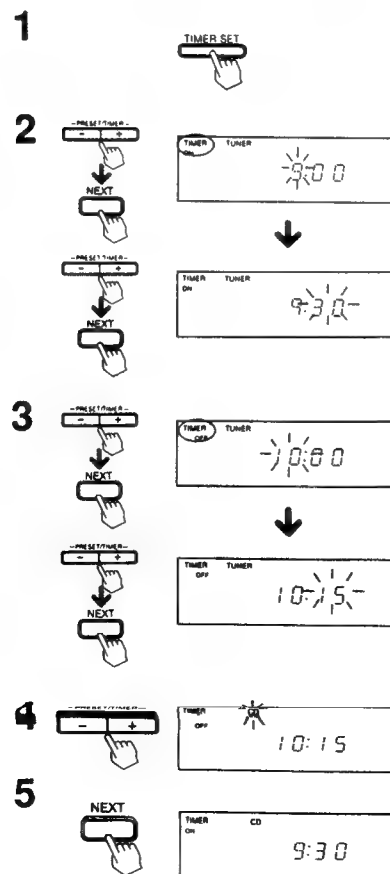 1
TIMER SET
2
- PRESET/TIMER -
- +
NEXT
TIMER
ON
TUNER
9:00
- PRESET/TIMER -
- +
NEXT
TIMER
ON
TUNER
9:30
3
- PRESET/TIMER -
- +
NEXT
TIMER
OFF
TUNER
10:00
- PRESET/TIMER -
- +
NEXT
TIMER
OFF
TUNER
10:15
4
- PRESET/TIMER -
- +
TIMER
OFF
CD
10:15
5
NEXT
TIMER
ON
CD
9:30